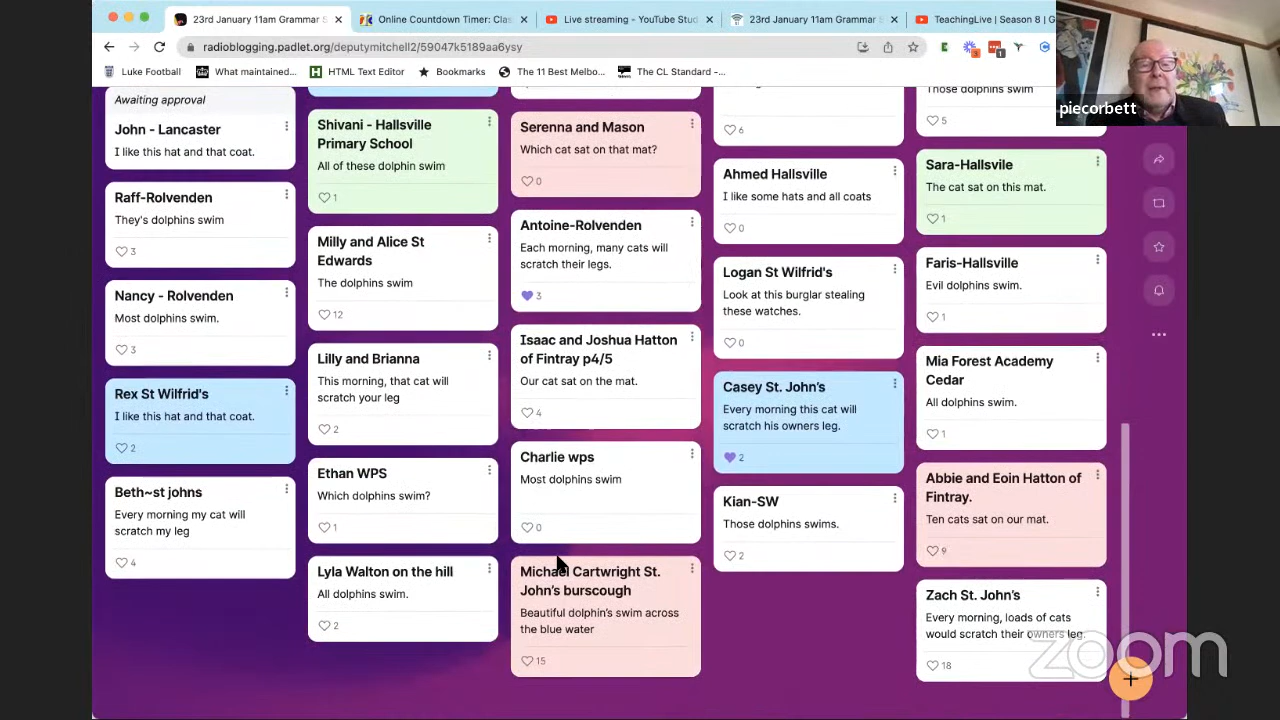 23rd January 11am Grammar S
Online Countdown Timer: Clas
Live streaming - YouTube Stud
23rd January 11am Grammar S
TeachingLive | Season 8 | G
radioblogging.padlet.org/deputymitchell2/59047k5189aa6ysy
Luke Football
What maintained...
HTML Text Editor
Bookmarks
The 11 Best Melbo...
The CL Standard -...
piecorbett
Awaiting approval
John - Lancaster
I like this hat and that coat.
Raff-Rolvenden
They's dolphins swim
3
Nancy - Rolvenden
Most dolphins swim.
3
Rex St Wilfrid's
I like this hat and that coat.
2
Beth~st johns
Every morning my cat will
scratch my leg
4
Shivani - Hallsville
Primary School
All of these dolphin swim
1
Milly and Alice St
Edwards
The dolphins swim
12
Lilly and Brianna
This morning, that cat will
scratch your leg
2
Ethan WPS
Which dolphins swim?
1
Lyla Walton on the hill
All dolphins swim.
2
Serenna and Mason
Which cat sat on that mat?
0
Antoine-Rolvenden
Each morning, many cats will
scratch their legs.
3
Isaac and Joshua Hatton
of Fintray p4/5
Our cat sat on the mat.
4
Charlie wps
Most dolphins swim
0
Michael Cartwright St.
John's burscough
Beautiful dolphin's swim across
the blue water
15
6
Ahmed Hallsville
I like some hats and all coats
0
Logan St Wilfrid's
Look at this burglar stealing
these watches.
0
Casey St. John's
Every morning this cat will
scratch his owners leg.
2
Kian-SW
Those dolphins swims.
2
Those dolphins swim
5
Sara-Hallsvile
The cat sat on this mat.
1
Faris-Hallsville
Evil dolphins swim.
1
Mia Forest Academy
Cedar
All dolphins swim.
1
Abbie and Eoin Hatton of
Fintray.
Ten cats sat on our mat.
9
Zach St. John's
Every morning, loads of cats
would scratch their owners leg.
18
zoom